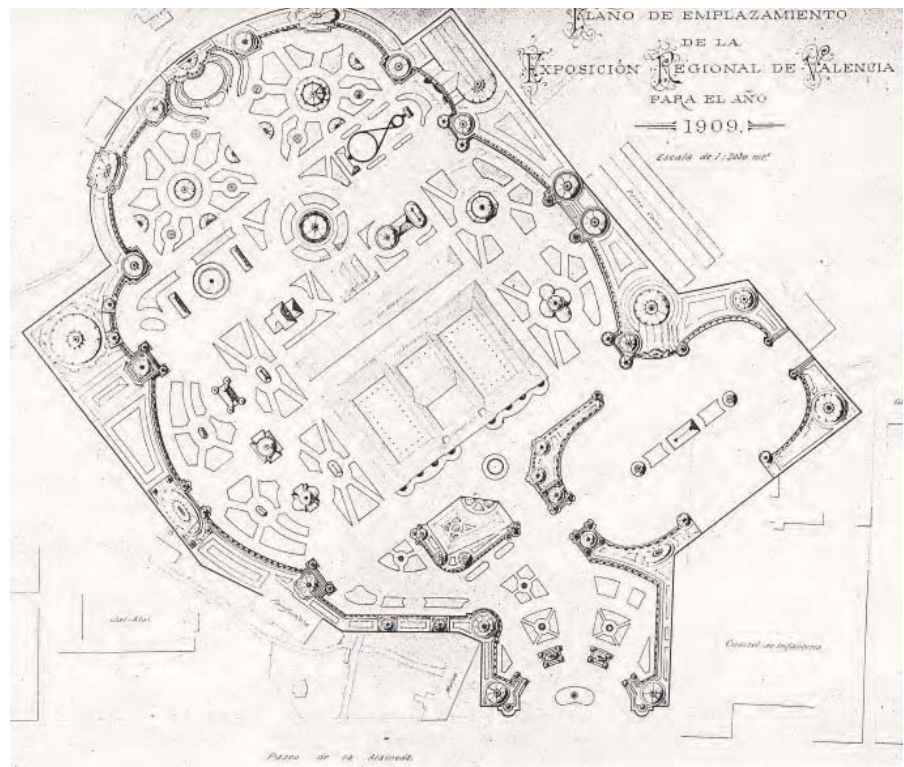 PLANO DE EMPLAZAMIENTO
DE LA
EXPOSICIÓN REGIONAL DE VALENCIA
PARA EL AÑO
1909.
Escala de 1:2000 mts
Jai-Alai
Cuartel de Infantería
Paseo de la Alameda.